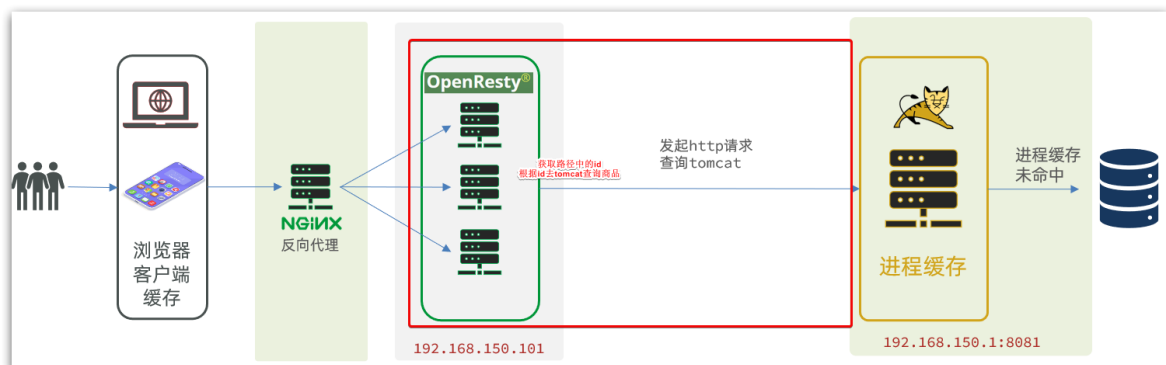 浏览器
客户端
缓存
NGiNX
反向代理
OpenResty®
获取路径中的id
根据id去tomcat查询商品
192.168.150.101
发起http请求
查询tomcat
进程缓存
192.168.150.1:8081
进程缓存
未命中